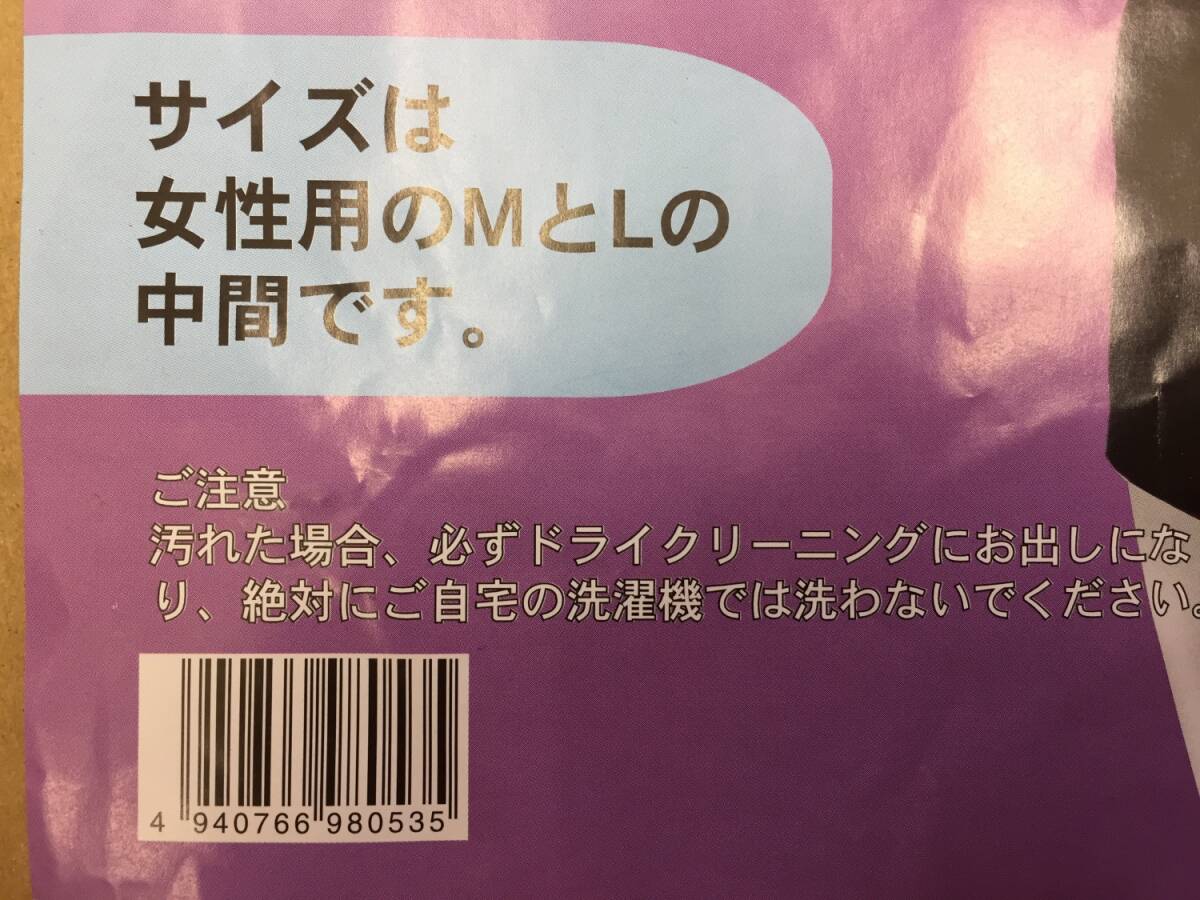 サイズは
女性用のMとLの
中間です。
ご注意
汚れた場合、必ずドライクリーニングにお出しにな
り、絶対にご自宅の洗濯機では洗わないでください。
4 940766 980535